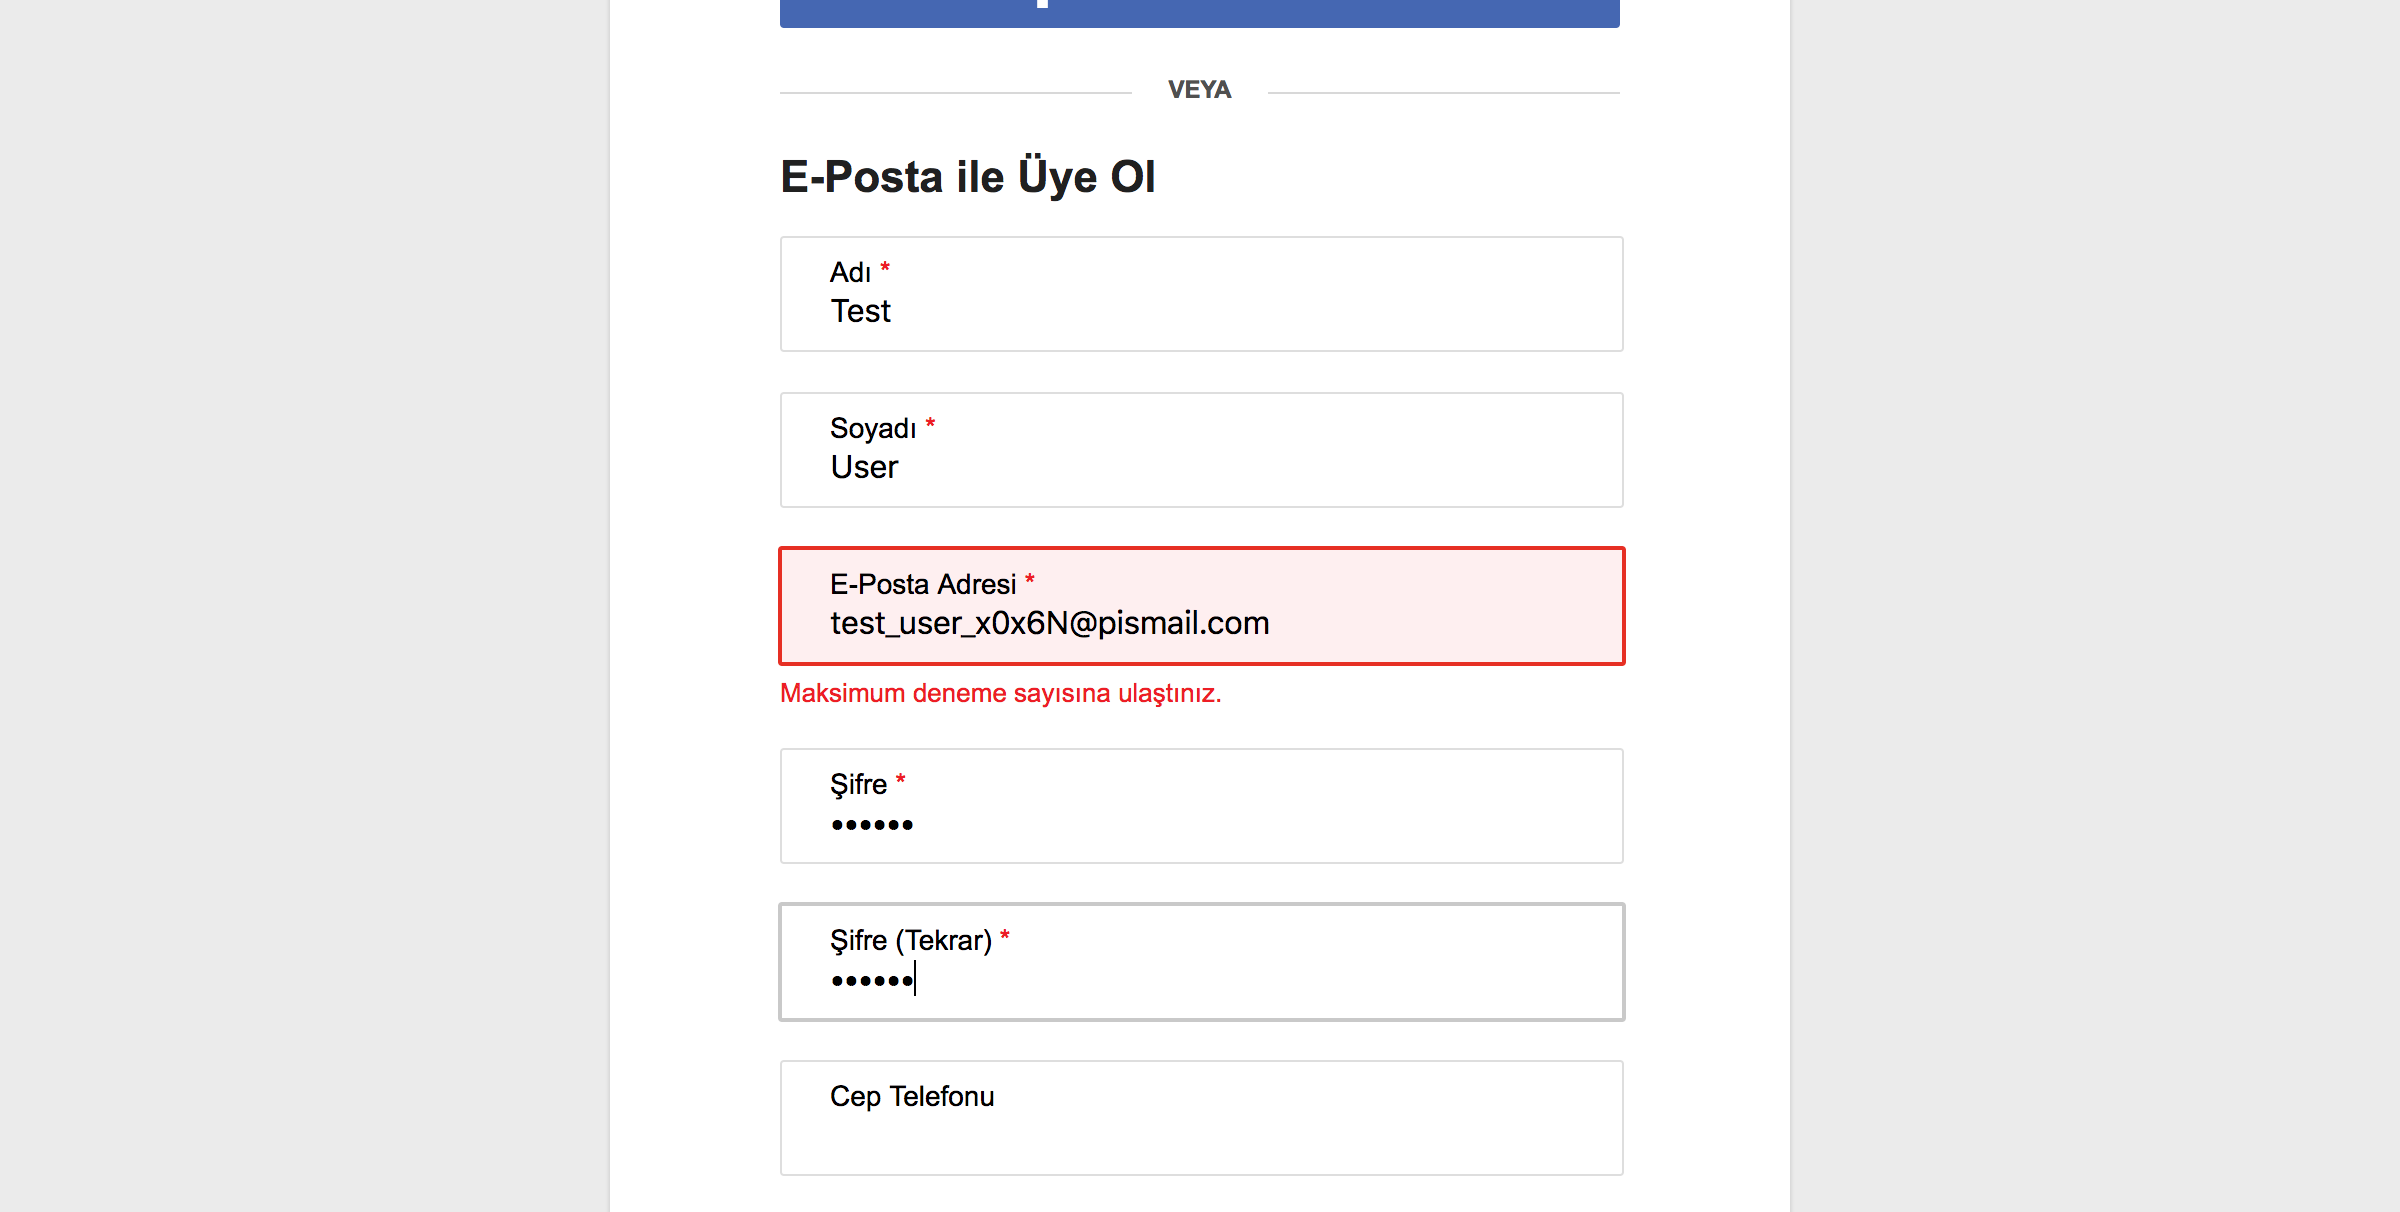 VEYA
E-Posta ile Üye Ol
Adı *
Test
Soyadı *
User
E-Posta Adresi *
test_user_x0x6N@pismail.com
Maksimum deneme sayısına ulaştınız.
Şifre *
••••••
Şifre (Tekrar) *
••••••
Cep Telefonu